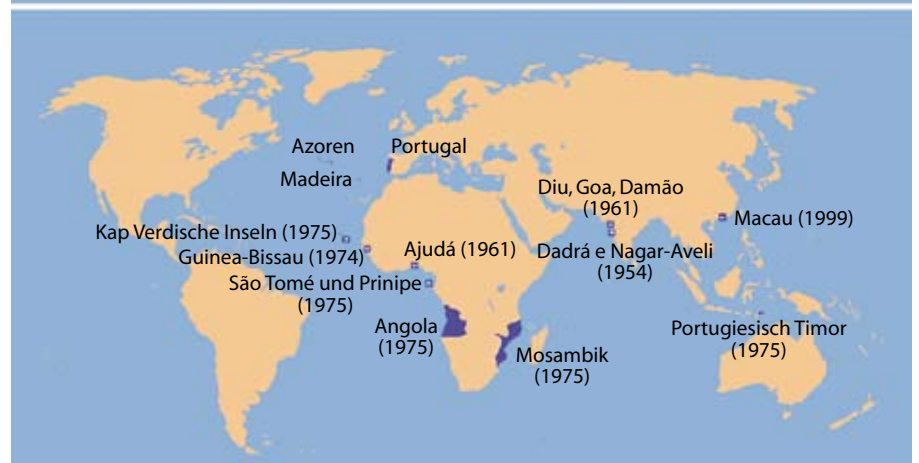 Azoren
Portugal
Madeira
Diu, Goa, Damão
(1961)
Macau (1999)
Kap Verdische Inseln (1975)
Guinea-Bissau (1974)
Ajudá (1961)
Dadrá e Nagar-Aveli
(1954)
São Tomé und Prinipe
(1975)
Angola
(1975)
Mosambik
(1975)
Portugiesisch Timor
(1975)